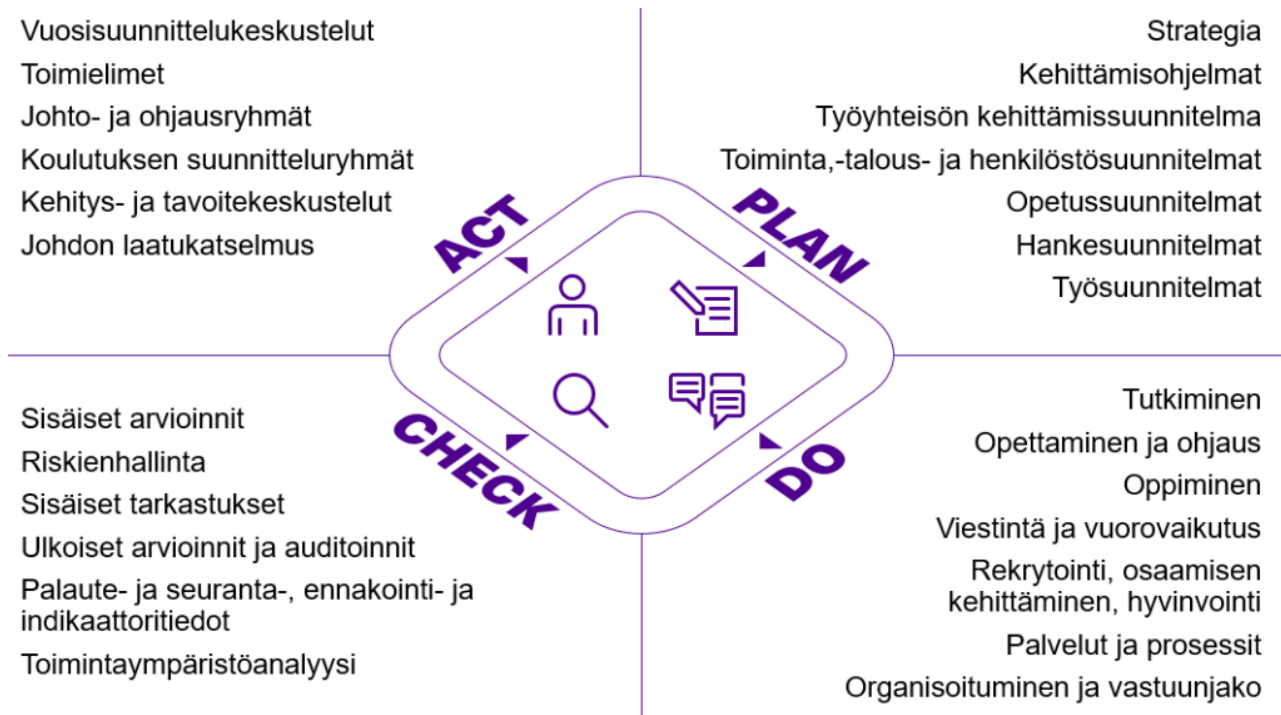 Vuosisuunnittelukeskustelut
Toimielimet
Johto- ja ohjausryhmät
Koulutuksen suunnitteluryhmät
Kehitys- ja tavoitekeskustelut
Johdon laatukatselmus
ACT
Strategia
Kehittämisohjelmat
Työyhteisön kehittämissuunnitelma
Toiminta,-talous- ja henkilöstösuunnitelmat
Opetussuunnitelmat
Hankesuunnitelmat
Työsuunnitelmat
PLAN
Sisäiset arvioinnit
Riskienhallinta
Sisäiset tarkastukset
Ulkoiset arvioinnit ja auditoinnit
Palaute- ja seuranta-, ennakointi- ja
indikaattoritiedot
Toimintaympäristöanalyysi
CHECK
Tutkiminen
Opettaminen ja ohjaus
Oppiminen
Viestintä ja vuorovaikutus
Rekrytointi, osaamisen
kehittäminen, hyvinvointi
Palvelut ja prosessit
Organisoituminen ja vastuunjako
DO